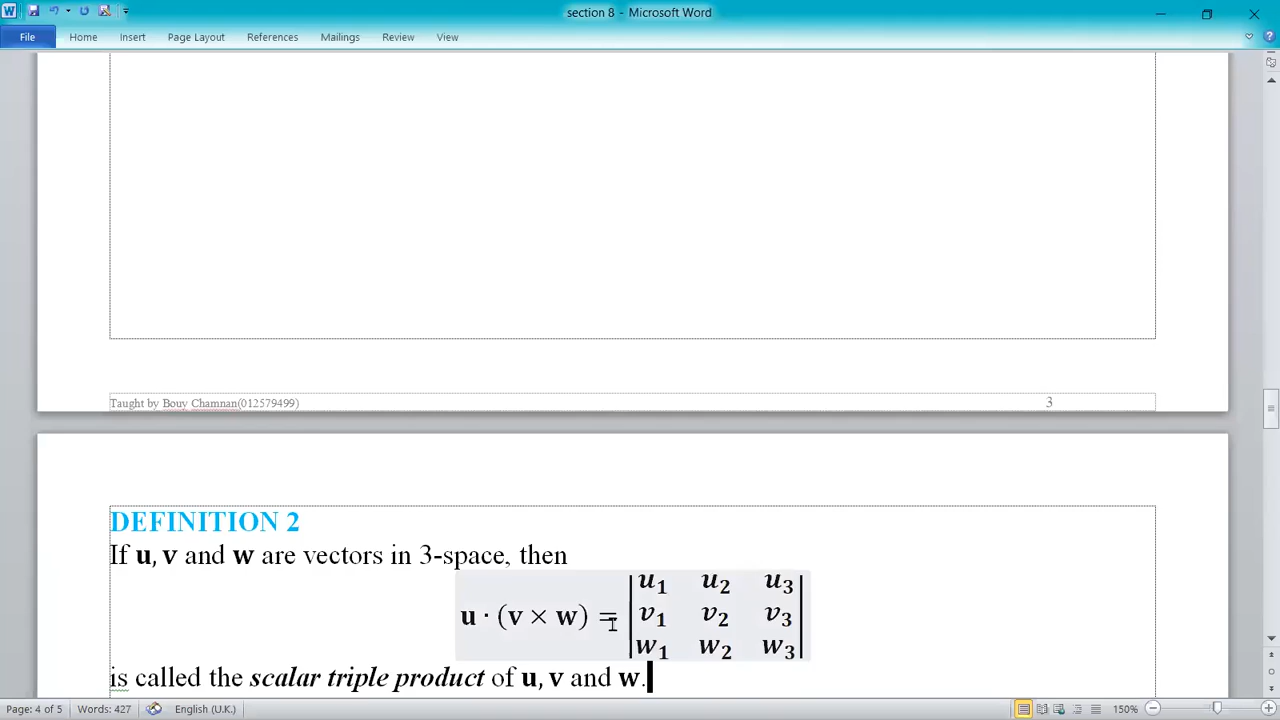 section 8 - Microsoft Word
File Home Insert Page Layout References Mailings Review View
Taught by Bouy Chamnan(012579499) 3
DEFINITION 2
If u, v and w are vectors in 3-space, then
u · (v × w) = | u₁ u₂ u₃ |
| v₁ v₂ v₃ |
| w₁ w₂ w₃ |
is called the scalar triple product of u, v and w.
Page: 4 of 5 Words: 427 English (U.K.) 150%